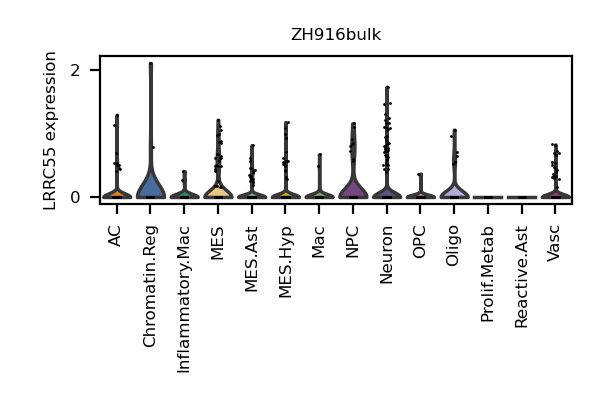 ZH916bulk
LRRC55 expression
2
0
AC
Chromatin.Reg
Inflammatory.Mac
MES
MES.Ast
MES.Hyp
Mac
NPC
Neuron
OPC
Oligo
Prolif.Metab
Reactive.Ast
Vasc